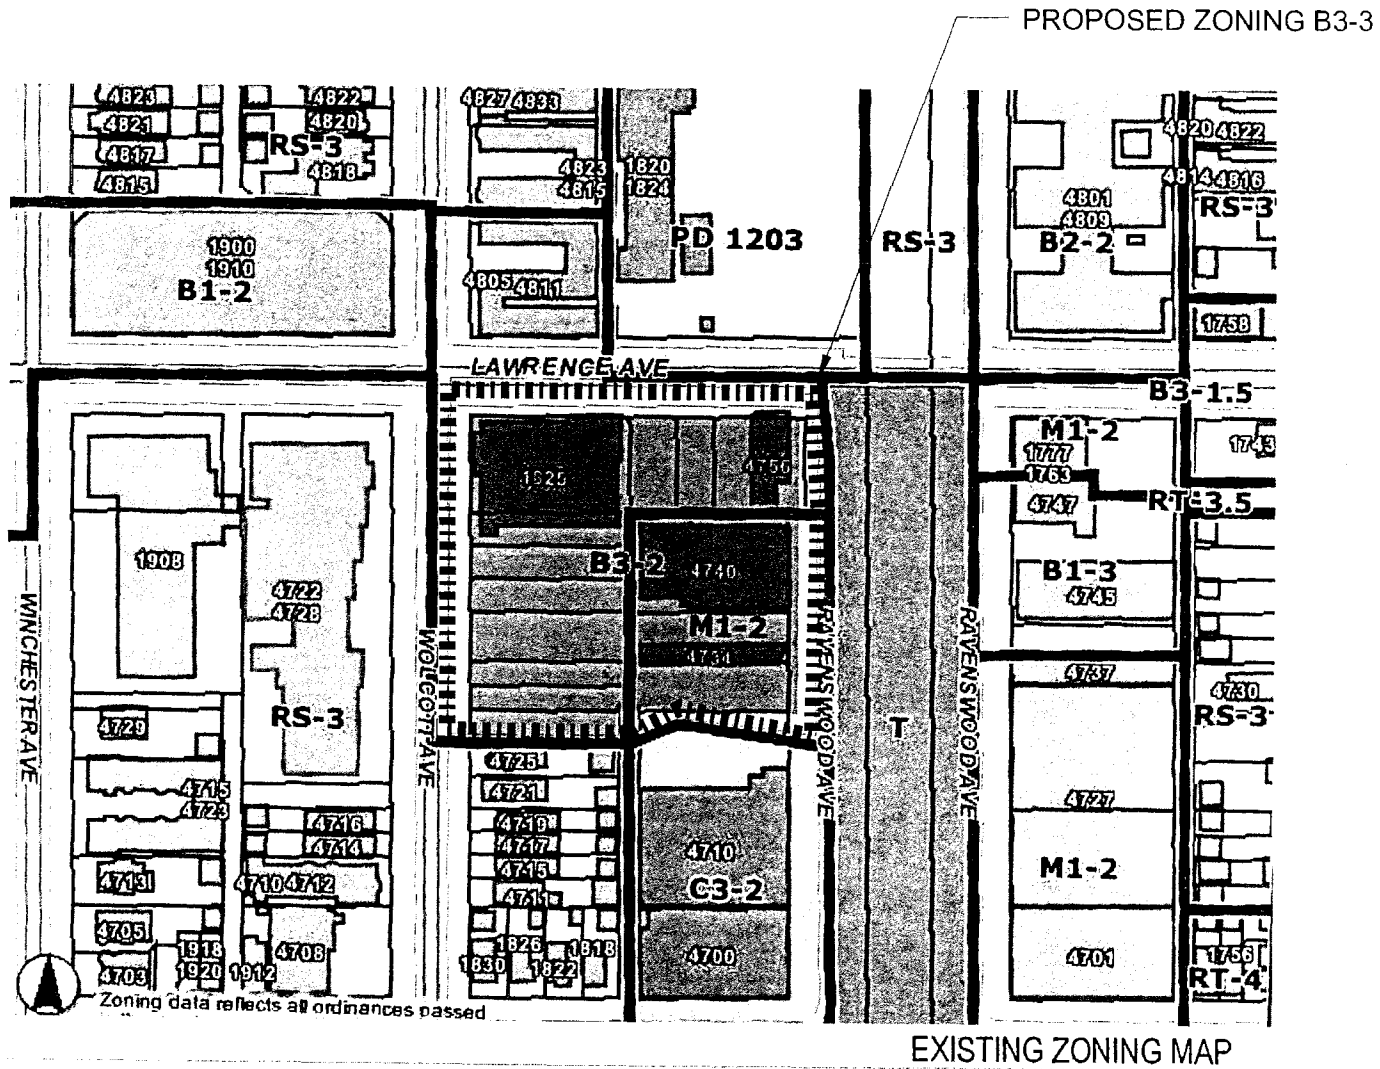 PROPOSED ZONING B3-3
4823
4822
4827 4833
4821
4820
4820 4822
RS-3
4817
4818
4823
1820
4815
4815
1824
4814 4816
4801
4809
RS-3
1900
1910
B1-2
PD 1203
RS-3
B2-2
4805 4811
1758
LAWRENCE AVE
B3-1.5
M1-2
1777
1763
4747
1743
RT-3.5
1925
4756
1908
B3-2
4740
B1-3
4745
4722
4728
M1-2
4731
4737
4730
RS-3
WINCHESTER AVE
WOLCOTT AVE
RAVENSWOOD AVE
RAVENSWOOD AVE
RS-3
4729
T
4725
4721
4715
4723
4727
4716
4714
4719
4717
4715
4711
4710
C3-2
M1-2
4713
4710 4712
4705
4703
1918
1920
1912
4708
1830
1826
1822
1818
4700
4701
1756
RT-4
Zoning data reflects all ordinances passed
EXISTING ZONING MAP